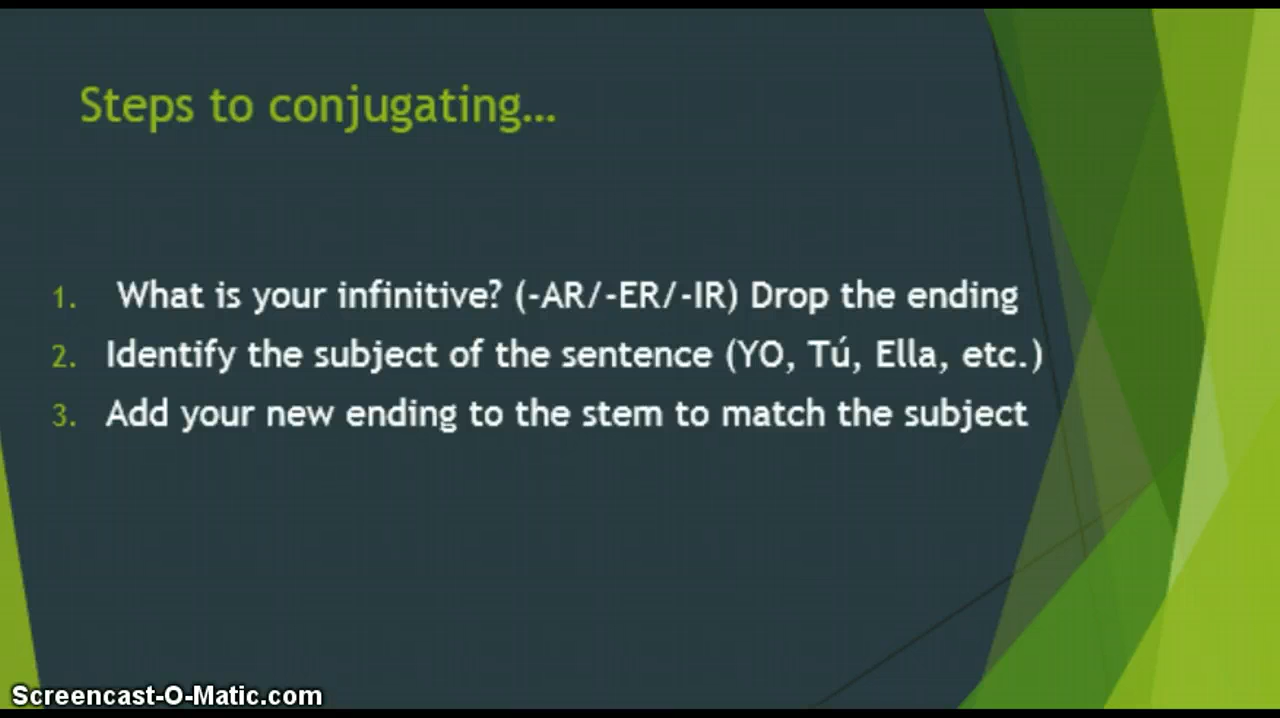 Steps to conjugating...
1. What is your infinitive? (-AR/-ER/-IR) Drop the ending
2. Identify the subject of the sentence (YO, Tú, Ella, etc.)
3. Add your new ending to the stem to match the subject
Screencast-O-Matic.com